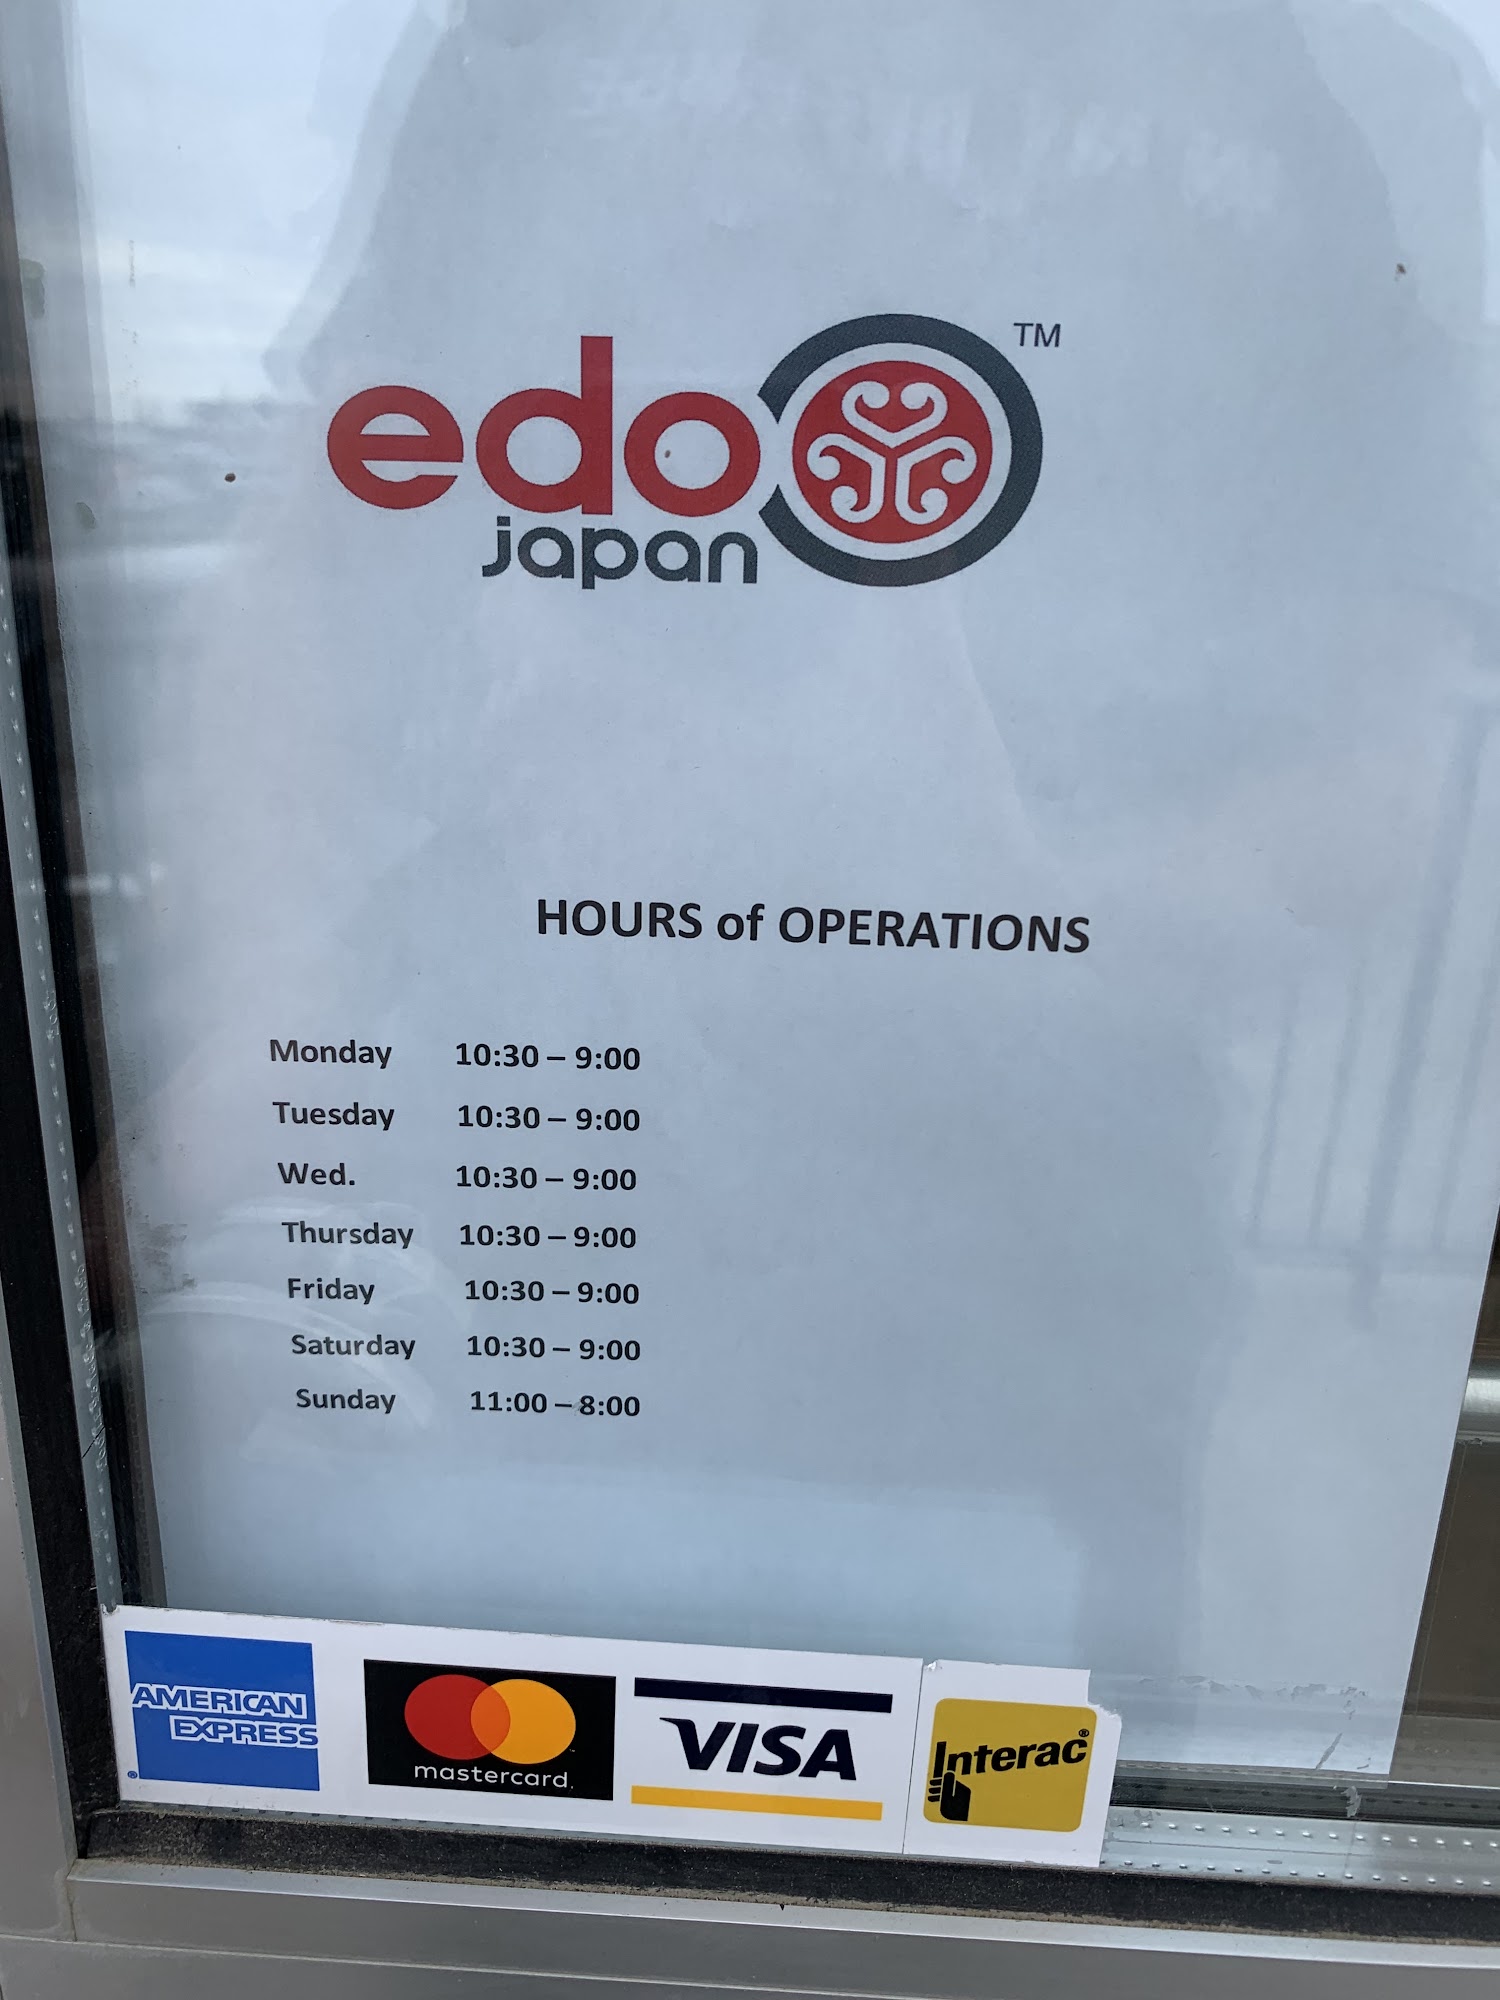 edo
japan
TM
HOURS of OPERATIONS
Monday 10:30 – 9:00
Tuesday 10:30 – 9:00
Wed. 10:30 – 9:00
Thursday 10:30 – 9:00
Friday 10:30 – 9:00
Saturday 10:30 – 9:00
Sunday 11:00 – 8:00
AMERICAN
EXPRESS
®
mastercard.
VISA
Interac®